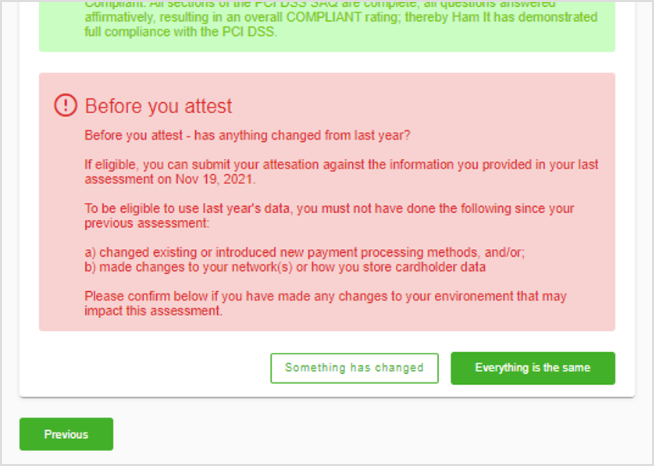 Compliant: All sections of the PCI DSS SAQ are complete, all questions answered
affirmatively, resulting in an overall COMPLIANT rating; thereby Ham It has demonstrated
full compliance with the PCI DSS.
Before you attest
Before you attest - has anything changed from last year?
If eligible, you can submit your attesation against the information you provided in your last
assessment on Nov 19, 2021.
To be eligible to use last year's data, you must not have done the following since your
previous assessment:
a) changed existing or introduced new payment processing methods, and/or;
b) made changes to your network(s) or how you store cardholder data
Please confirm below if you have made any changes to your environement that may
impact this assessment.
Something has changed
Everything is the same
Previous